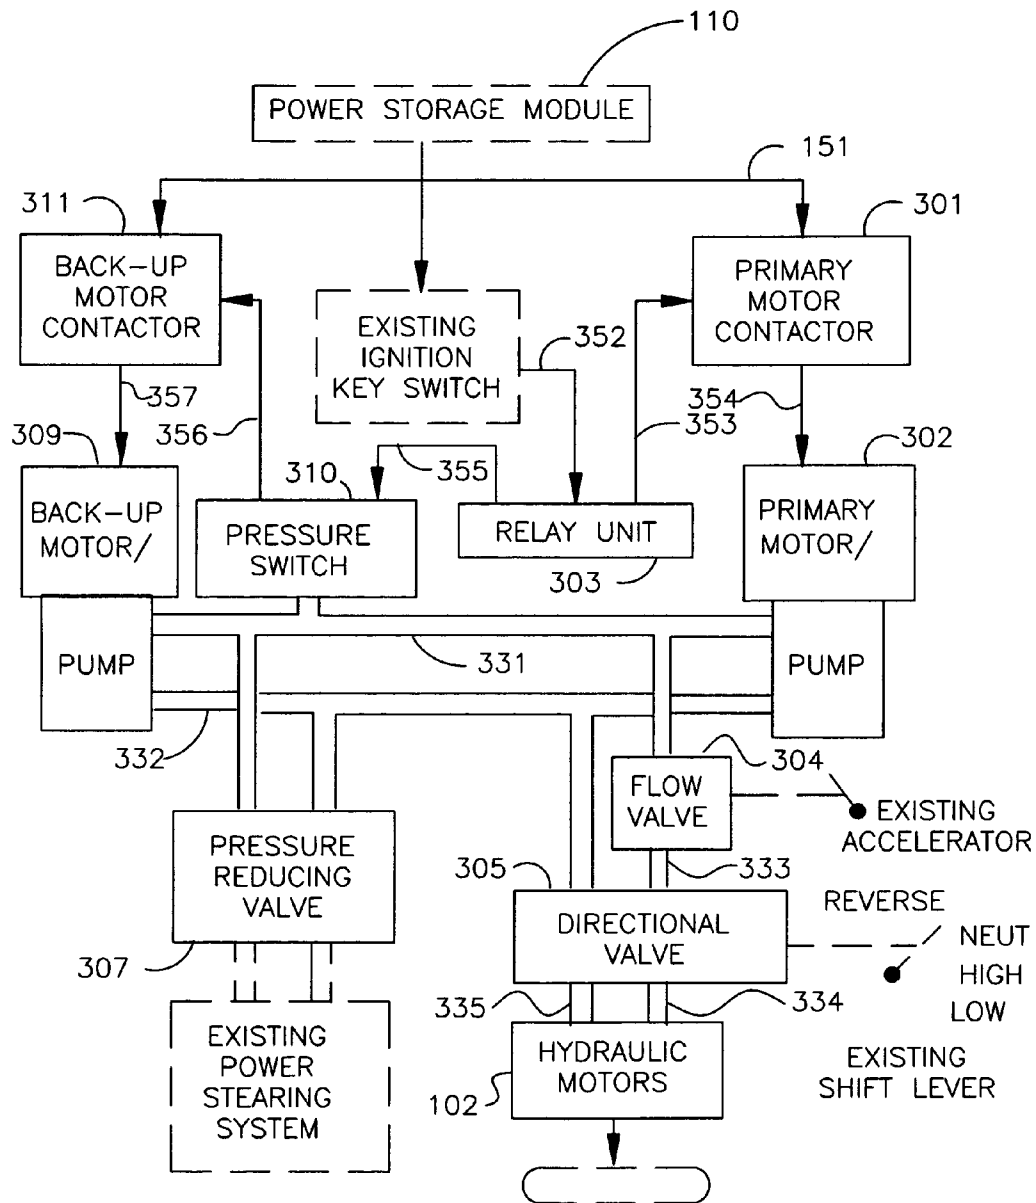 110
POWER STORAGE MODULE
151
311
301
BACK-UP
MOTOR
CONTACTOR
PRIMARY
MOTOR
CONTACTOR
EXISTING
IGNITION
KEY SWITCH
352
357
356
354
353
309
302
355
310
BACK-UP
MOTOR/
PRESSURE
SWITCH
RELAY UNIT
PRIMARY
MOTOR/
303
PUMP
331
PUMP
332
304
FLOW
VALVE
EXISTING
ACCELERATOR
PRESSURE
REDUCING
VALVE
305
333
REVERSE
DIRECTIONAL
VALVE
NEUT
HIGH
LOW
307
335
334
EXISTING
POWER
STEARING
SYSTEM
HYDRAULIC
MOTORS
EXISTING
SHIFT LEVER
102